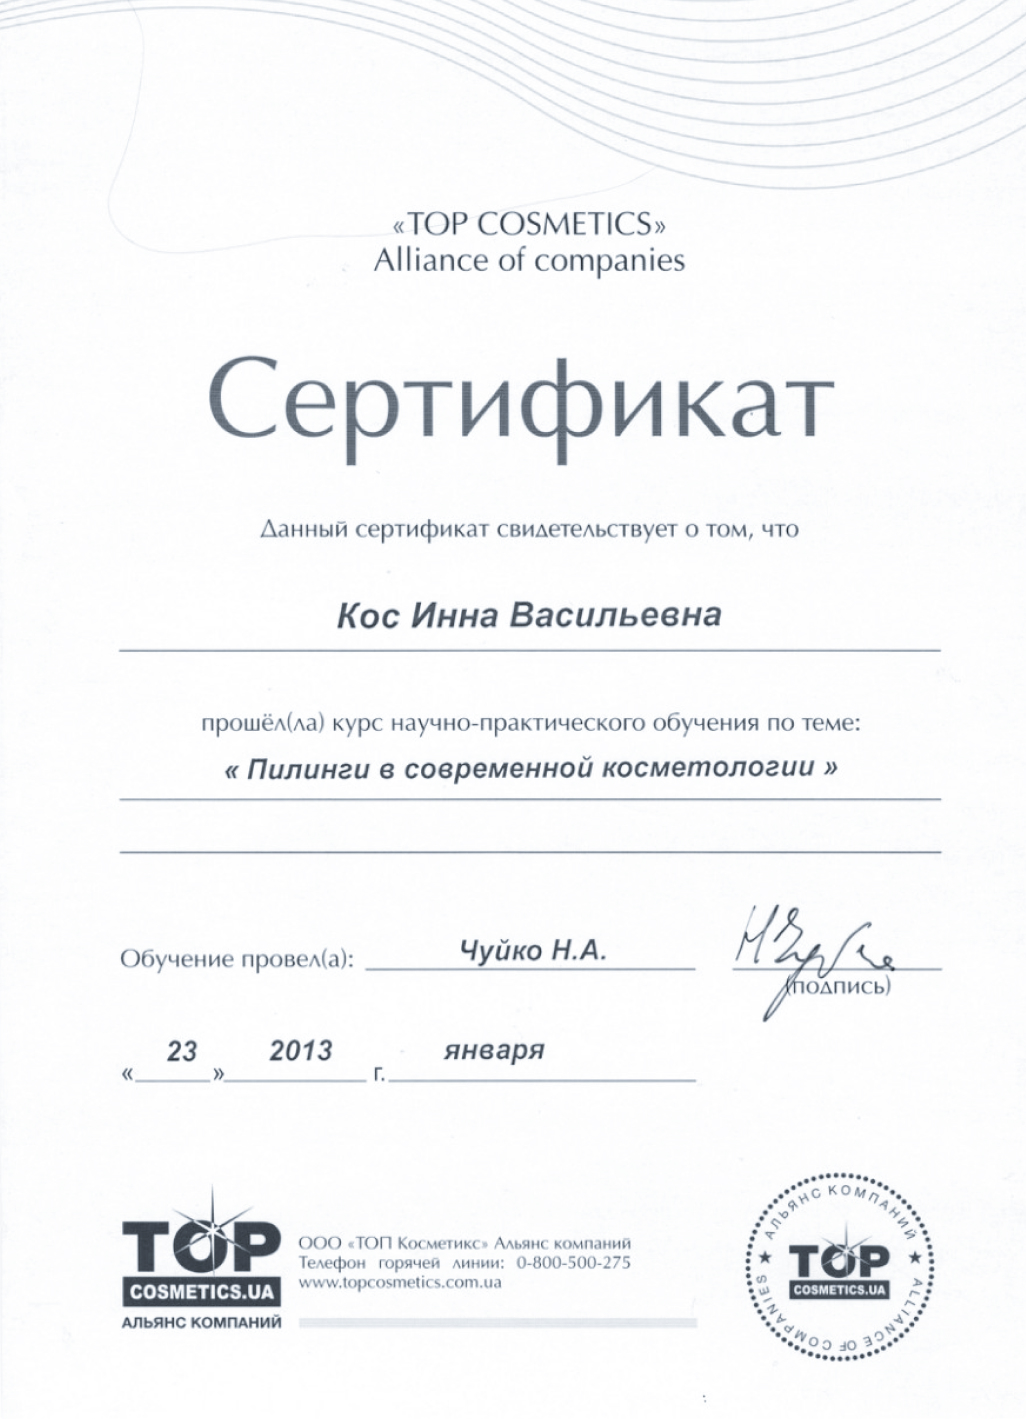 «TOP COSMETICS»
Alliance of companies
Сертификат
Данный сертификат свидетельствует о том, что
Кос Инна Васильевна
прошёл(ла) курс научно-практического обучения по теме:
« Пилинги в современной косметологии »
Обучение провел(а): Чуйко Н.А.
(подпись)
« 23 » 2013 г. января
TOP
COSMETICS.UA
АЛЬЯНС КОМПАНИЙ
ООО «ТОП Косметикс» Альянс компаний
Телефон горячей линии: 0-800-500-275
www.topcosmetics.com.ua
АЛЬЯНС КОМПАНИЙ
TOP
COSMETICS.UA
ALLIANCE OF COMPANIES